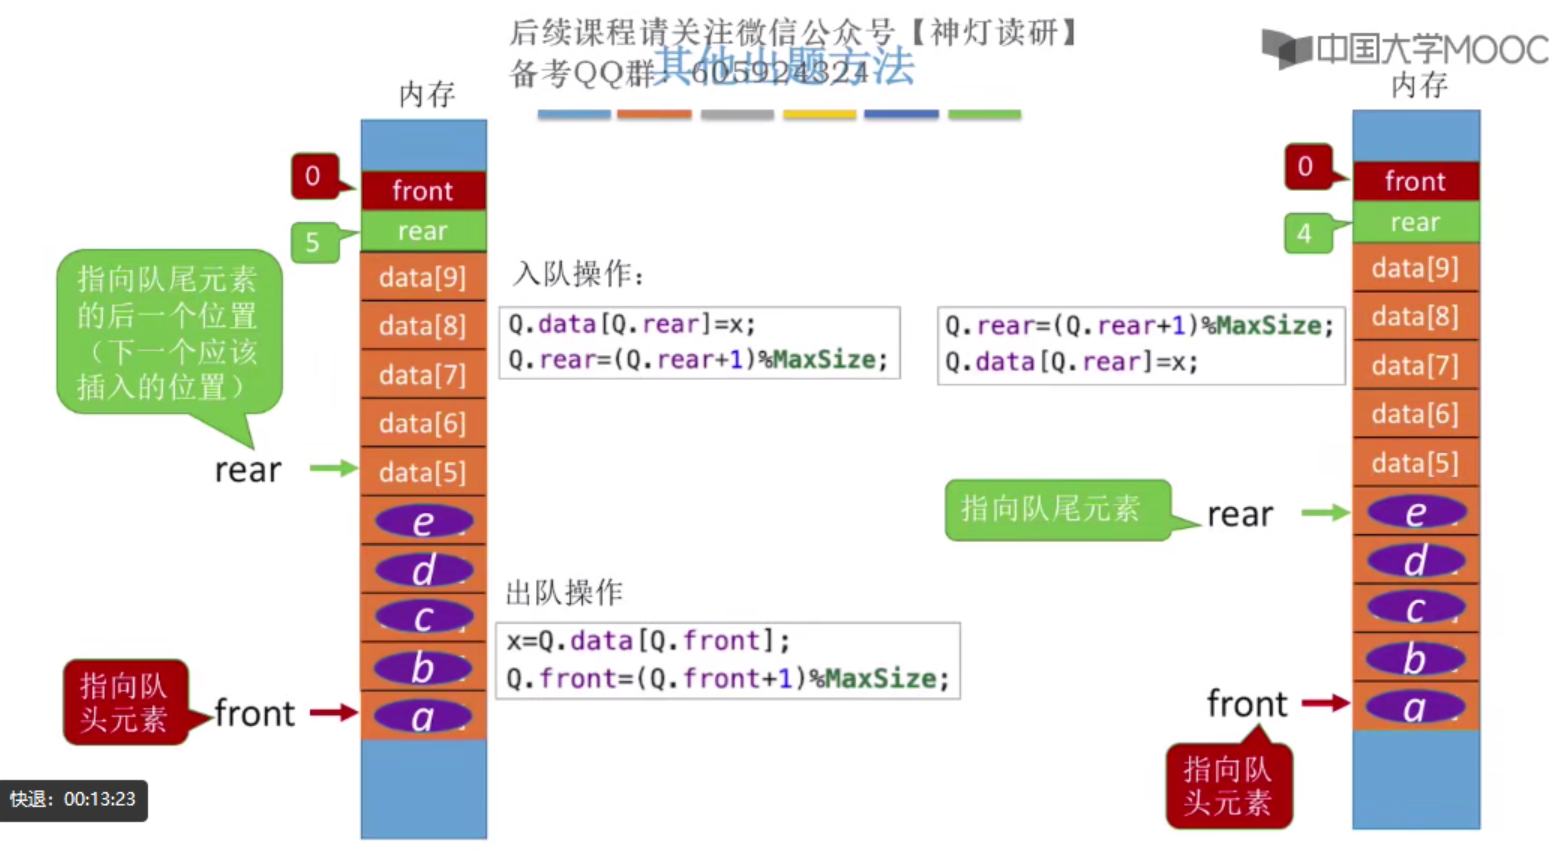 后续课程请关注微信公众号【神灯读研】
备考QQ群：605924324
其他出题方法
中国大学MOOC
内存
0
front
5
rear
指向队尾元素
的后一个位置
（下一个应该
插入的位置）
data[9]
data[8]
data[7]
data[6]
rear
data[5]
e
d
c
b
指向队
头元素
front
a
入队操作：
Q.data[Q.rear]=x;
Q.rear=(Q.rear+1)%MaxSize;
Q.rear=(Q.rear+1)%MaxSize;
Q.data[Q.rear]=x;
出队操作
x=Q.data[Q.front];
Q.front=(Q.front+1)%MaxSize;
内存
0
front
4
rear
data[9]
data[8]
data[7]
data[6]
data[5]
指向队尾元素
rear
e
d
c
b
front
a
指向队
头元素
快退：00:13:23